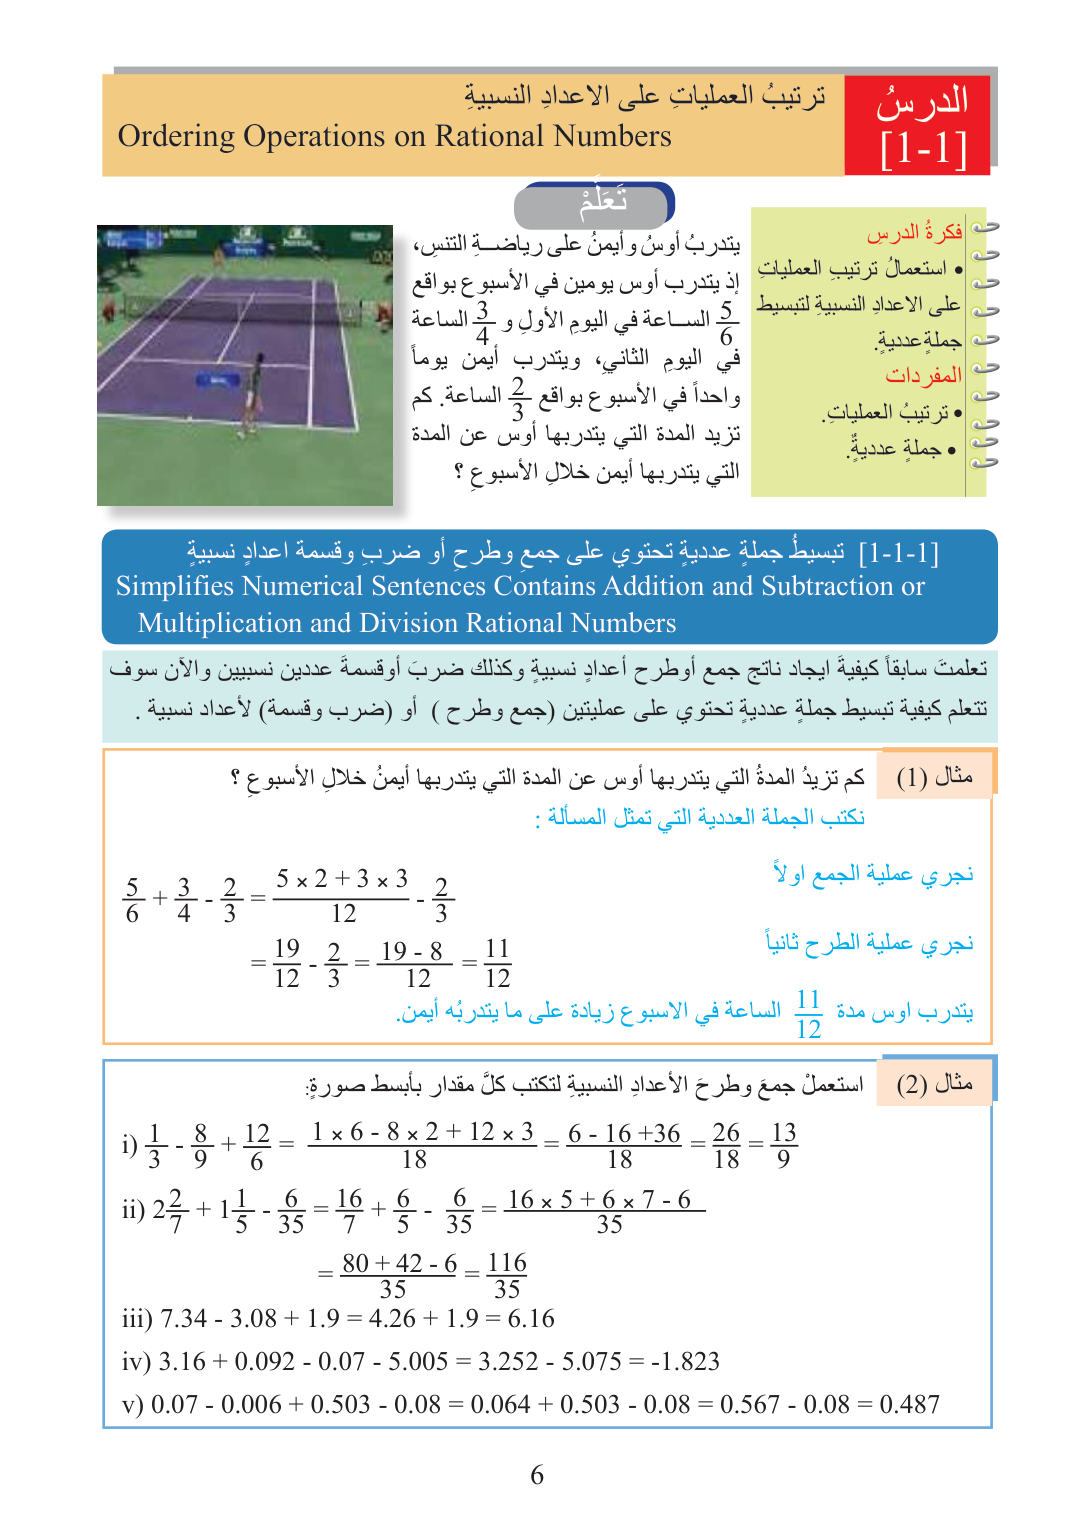 الدرسُ
[1-1]
ترتيبُ العملياتِ على الاعدادِ النسبيةِ
Ordering Operations on Rational Numbers
تَعَلَّمْ
فكرةُ الدرسِ
• استعمالُ ترتيبِ العملياتِ
على الاعدادِ النسبيةِ لتبسيط
جملةٍ عدديةٍ.
المفردات
• ترتيبُ العملياتِ.
• جملةٍ عدديةٌ.
يتدربُ أوسُ وأيمنُ على رياضـــةِ التنسِ،
إذ يتدرب أوس يومين في الأسبوع بواقع
5/6 الســاعة في اليومِ الأولِ و 3/4 الساعة
في اليومِ الثاني، ويتدرب أيمن يوماً
واحداً في الأسبوع بواقع 2/3 الساعة. كم
تزيد المدة التي يتدربها أوس عن المدة
التي يتدربها أيمن خلالِ الأسبوعِ ؟
[1-1-1] تبسيطُ جملةٍ عدديةٍ تحتوي على جمعِ وطرحِ أو ضربِ وقسمة اعدادٍ نسبيةٍ
Simplifies Numerical Sentences Contains Addition and Subtraction or
Multiplication and Division Rational Numbers
تعلمتَ سابقاً كيفيةَ ايجاد ناتج جمع أوطرح أعدادٍ نسبيةٍ وكذلك ضربَ أوقسمةَ عددين نسبيين والآن سوف
تتعلم كيفية تبسيط جملةٍ عدديةٍ تحتوي على عمليتين (جمع وطرح ) أو (ضرب وقسمة) لأعداد نسبية .
مثال (1) كم تزيدُ المدةُ التي يتدربها أوس عن المدة التي يتدربها أيمنُ خلالِ الأسبوعِ ؟
نكتب الجملة العددية التي تمثل المسألة :
نجري عملية الجمع اولاً
5/6 + 3/4 - 2/3 = (5 × 2 + 3 × 3)/12 - 2/3
نجري عملية الطرح ثانياً
= 19/12 - 2/3 = (19 - 8)/12 = 11/12
يتدرب اوس مدة 11/12 الساعة في الاسبوع زيادة على ما يتدربُه أيمن.
مثال (2) استعملْ جمعَ وطرحَ الأعدادِ النسبيةِ لتكتب كلَّ مقدار بأبسط صورةٍ:
i) 1/3 - 8/9 + 12/6 = (1 × 6 - 8 × 2 + 12 × 3)/18 = (6 - 16 +36)/18 = 26/18 = 13/9
ii) 2 2/7 + 1 1/5 - 6/35 = 16/7 + 6/5 - 6/35 = (16 × 5 + 6 × 7 - 6)/35
= (80 + 42 - 6)/35 = 116/35
iii) 7.34 - 3.08 + 1.9 = 4.26 + 1.9 = 6.16
iv) 3.16 + 0.092 - 0.07 - 5.005 = 3.252 - 5.075 = -1.823
v) 0.07 - 0.006 + 0.503 - 0.08 = 0.064 + 0.503 - 0.08 = 0.567 - 0.08 = 0.487
6